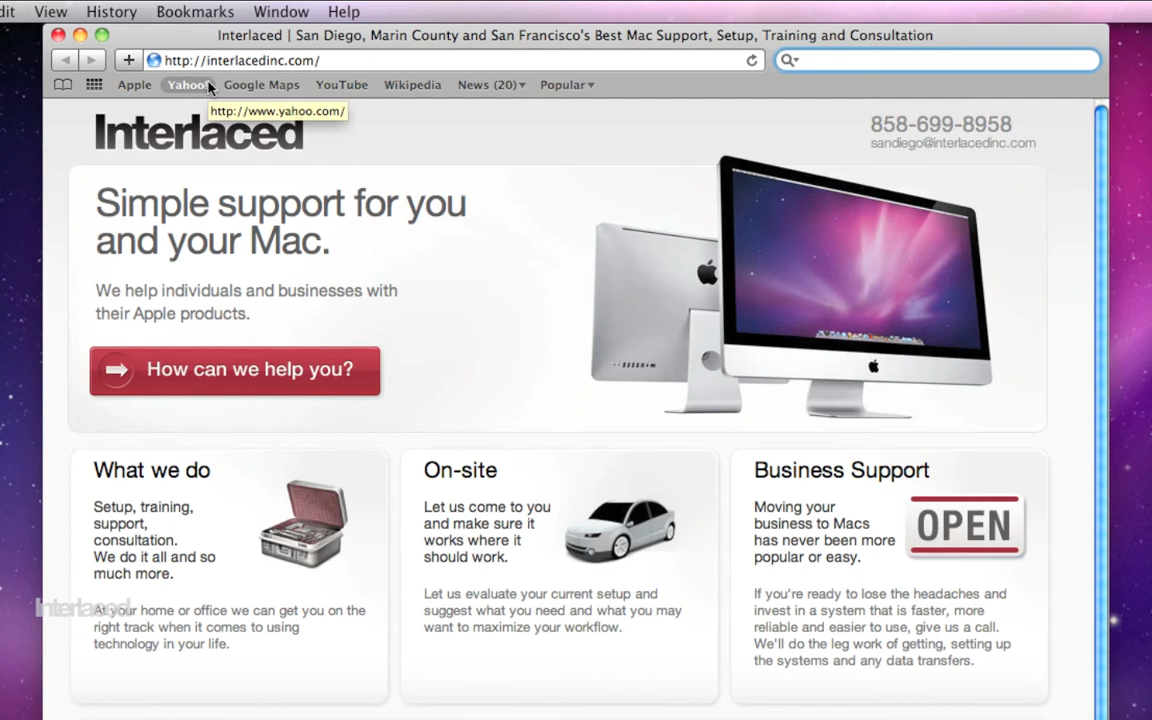 dit View History Bookmarks Window Help
Interlaced | San Diego, Marin County and San Francisco's Best Mac Support, Setup, Training and Consultation
http://interlacedinc.com/
Apple Yahoo! Google Maps YouTube Wikipedia News (20) Popular
http://www.yahoo.com/
Interlaced
858-699-8958
sandiego@interlacedinc.com
Simple support for you
and your Mac.
We help individuals and businesses with
their Apple products.
How can we help you?
What we do
Setup, training,
support,
consultation.
We do it all and so
much more.
At your home or office we can get you on the
right track when it comes to using
technology in your life.
On-site
Let us come to you
and make sure it
works where it
should work.
Let us evaluate your current setup and
suggest what you need and what you may
want to maximize your workflow.
Business Support
Moving your
business to Macs
has never been more
popular or easy.
OPEN
If you're ready to lose the headaches and
invest in a system that is faster, more
reliable and easier to use, give us a call.
We'll do the leg work of getting, setting up
the systems and any data transfers.
Interlaced